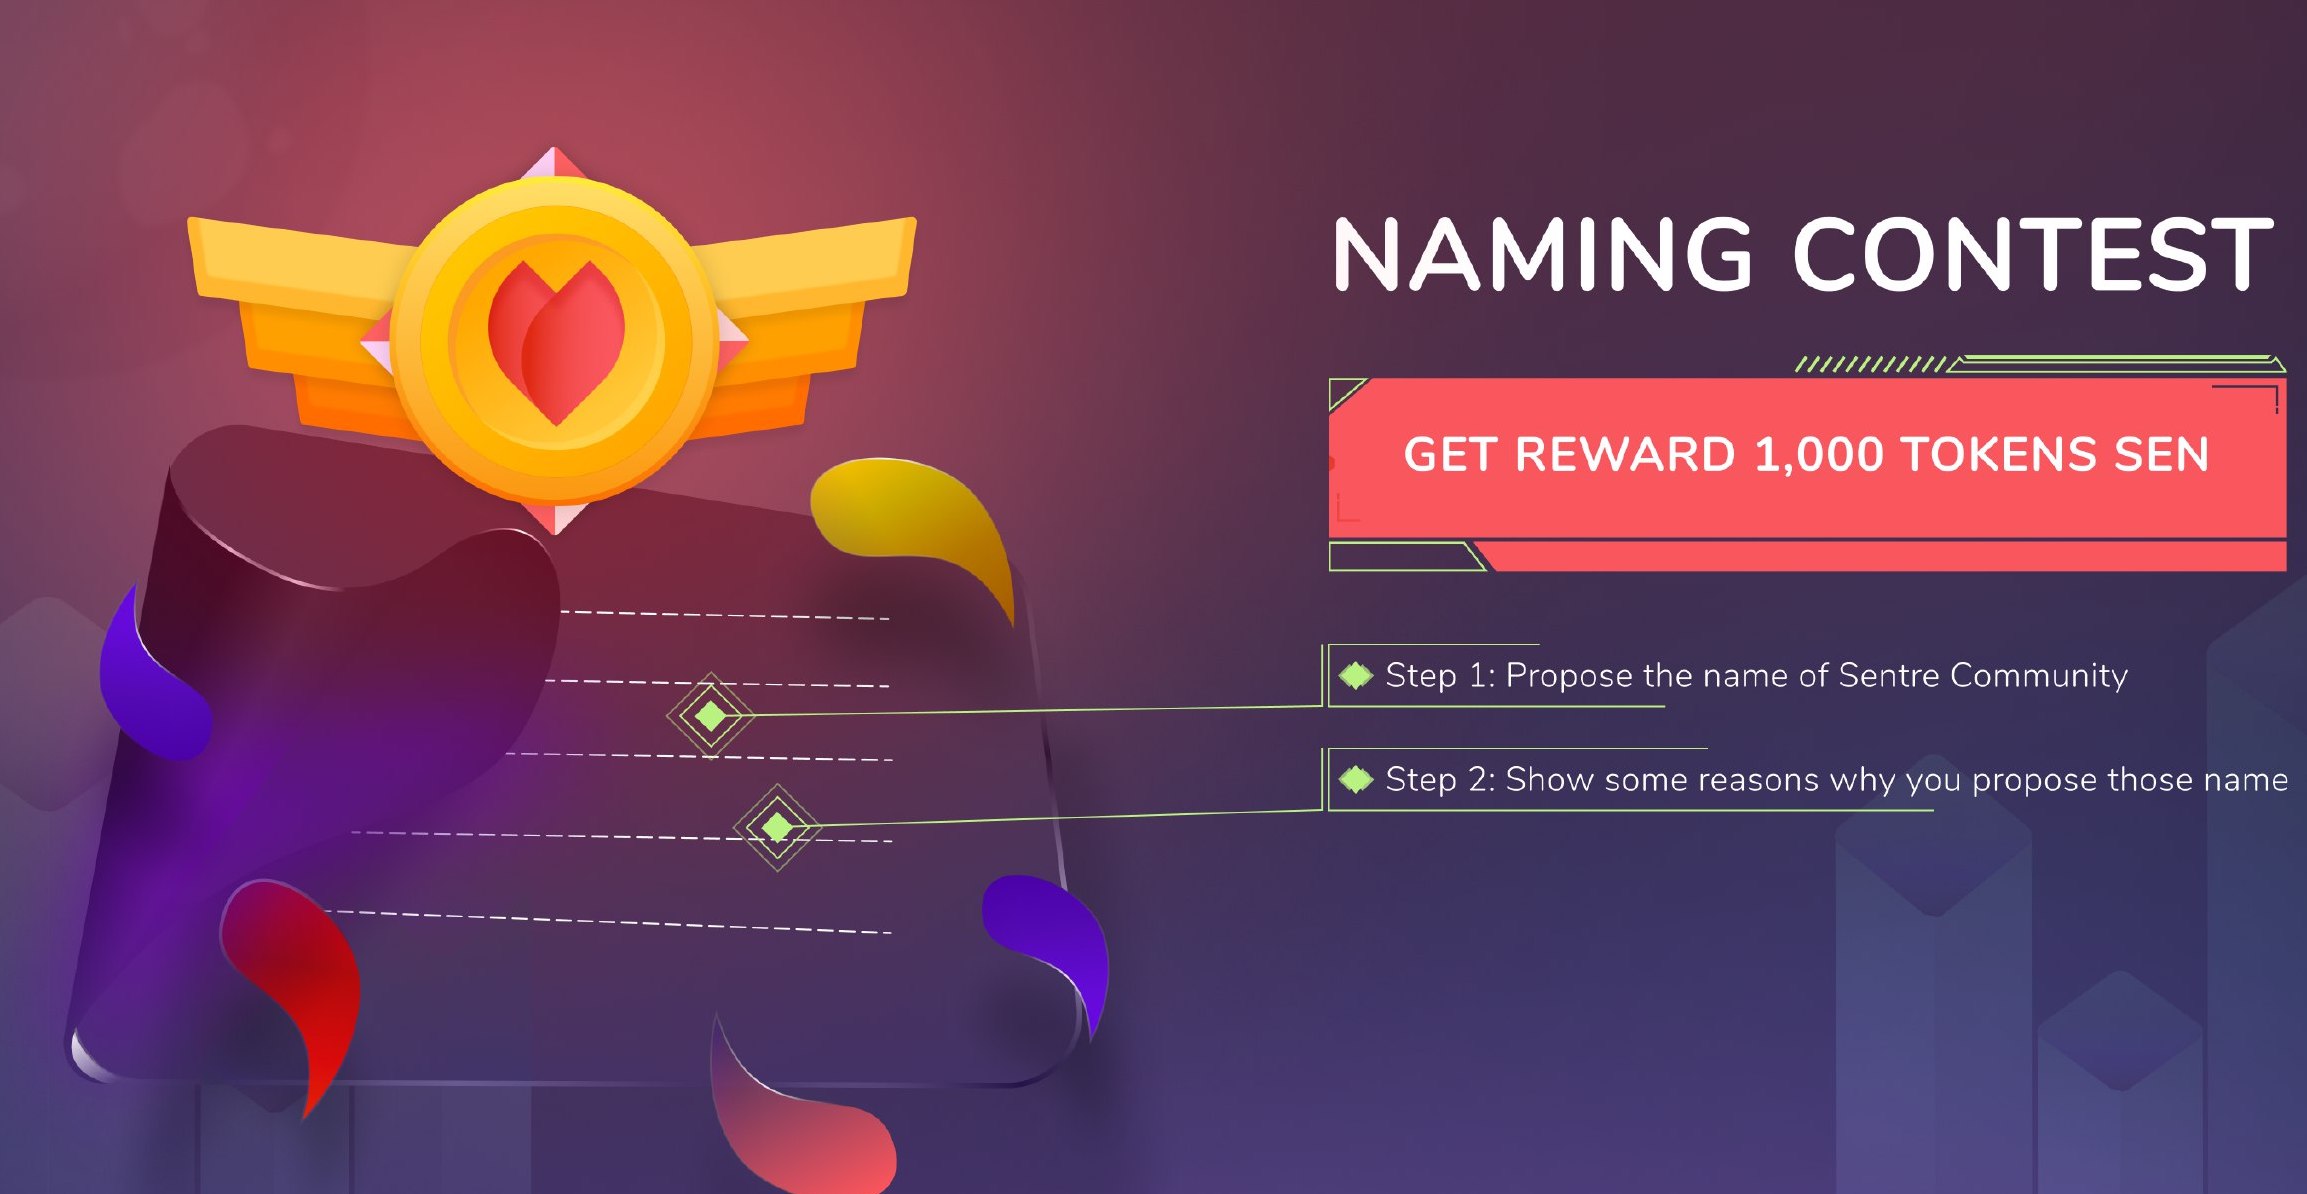 NAMING CONTEST
GET REWARD 1,000 TOKENS SEN
Step 1: Propose the name of Sentre Community
Step 2: Show some reasons why you propose those name